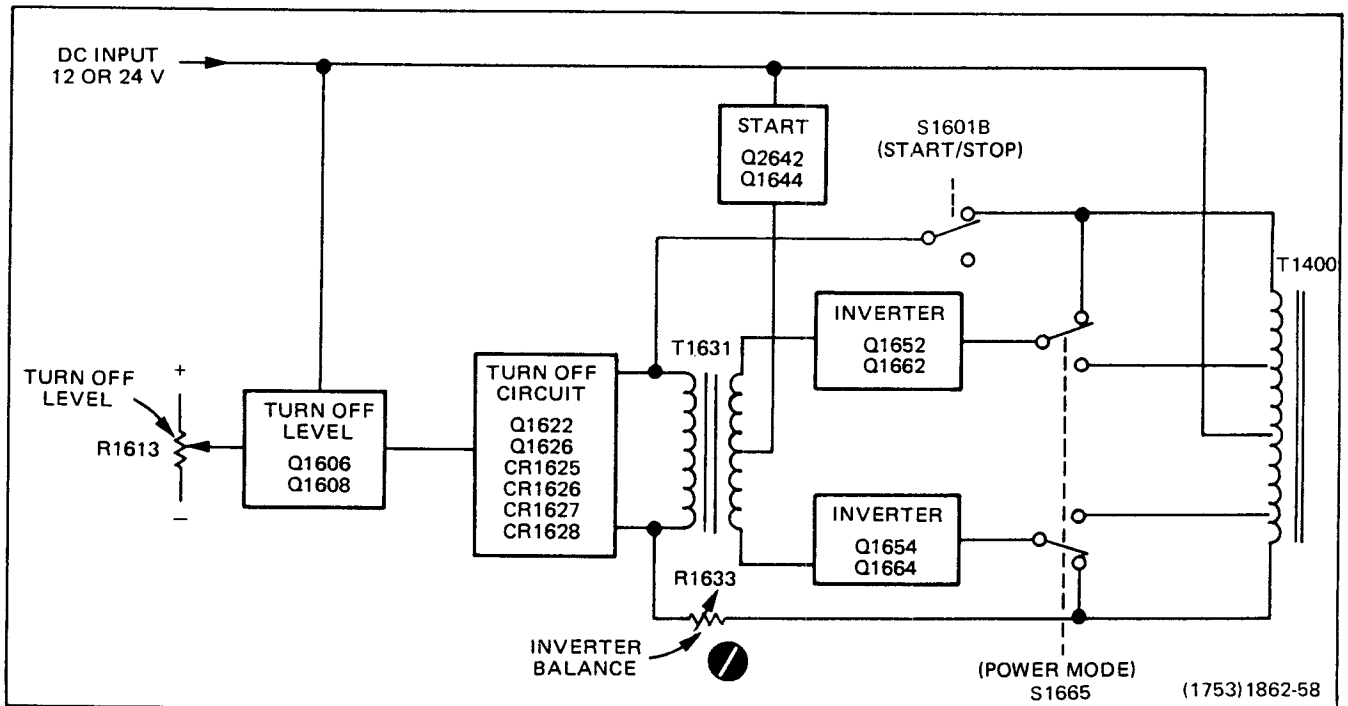 DC INPUT
12 OR 24 V
START
Q2642
Q1644
S1601B
(START/STOP)
T1400
INVERTER
Q1652
Q1662
T1631
TURN OFF
CIRCUIT
Q1622
Q1626
CR1625
CR1626
CR1627
CR1628
TURN OFF
LEVEL
+
R1613
−
TURN OFF
LEVEL
Q1606
Q1608
INVERTER
Q1654
Q1664
R1633
INVERTER
BALANCE
(POWER MODE)
S1665
(1753)1862-58